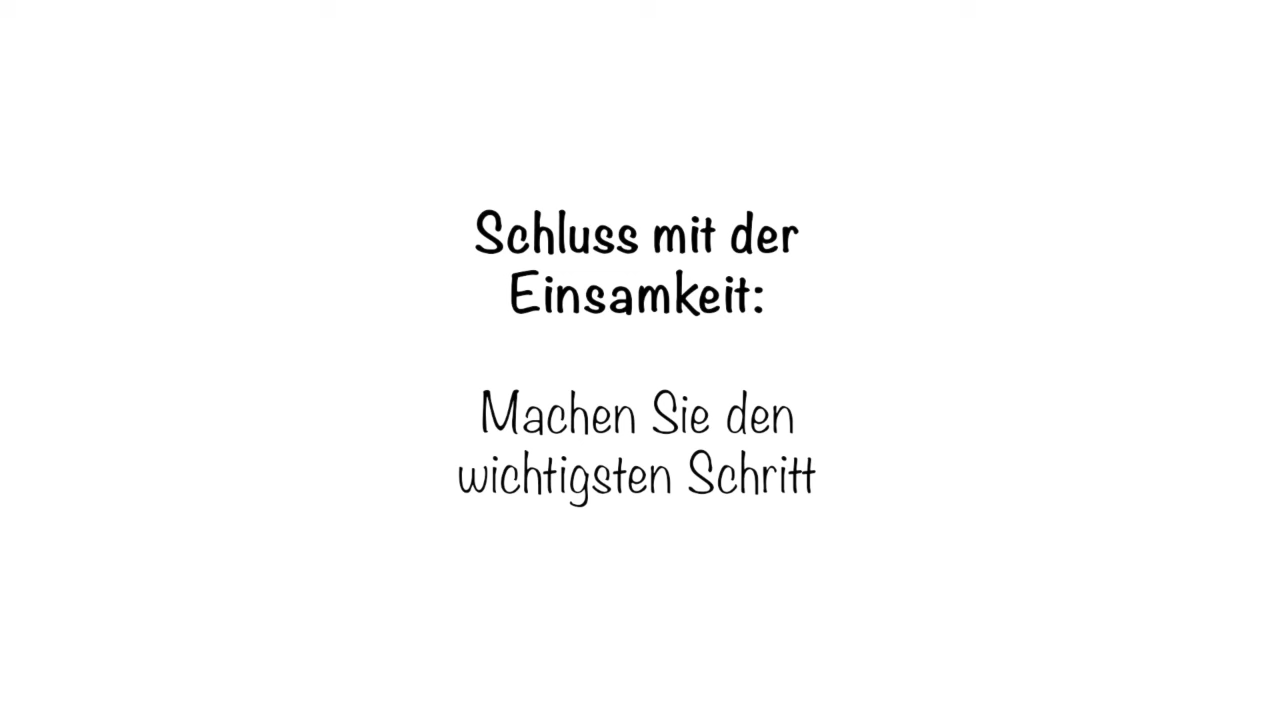 Schluss mit der
Einsamkeit:
Machen Sie den
wichtigsten Schritt